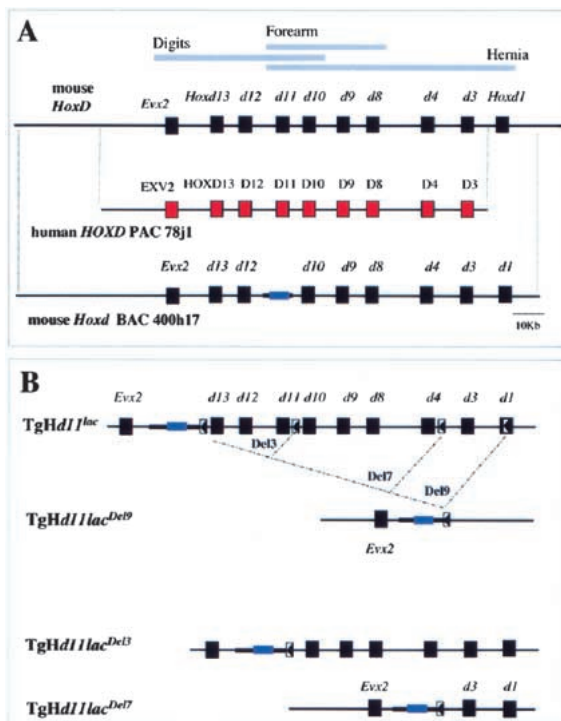 A
Forearm
Digits
Hernia
mouse
HoxD
Evx2 Hoxd13 d12 d11 d10 d9 d8 d4 d3 Hoxd1
EXV2 HOXD13 D12 D11 D10 D9 D8 D4 D3
human HOXD PAC 78j1
Evx2 d13 d12 d10 d9 d8 d4 d3 d1
mouse Hoxd BAC 400h17
10Kb
B
Evx2 d13 d12 d11 d10 d9 d8 d4 d3 d1
TgHd11lac
Del3
Del7
Del9
TgHd11lacDel9
Evx2
TgHd11lacDel3
Evx2 d3 d1
TgHd11lacDel7